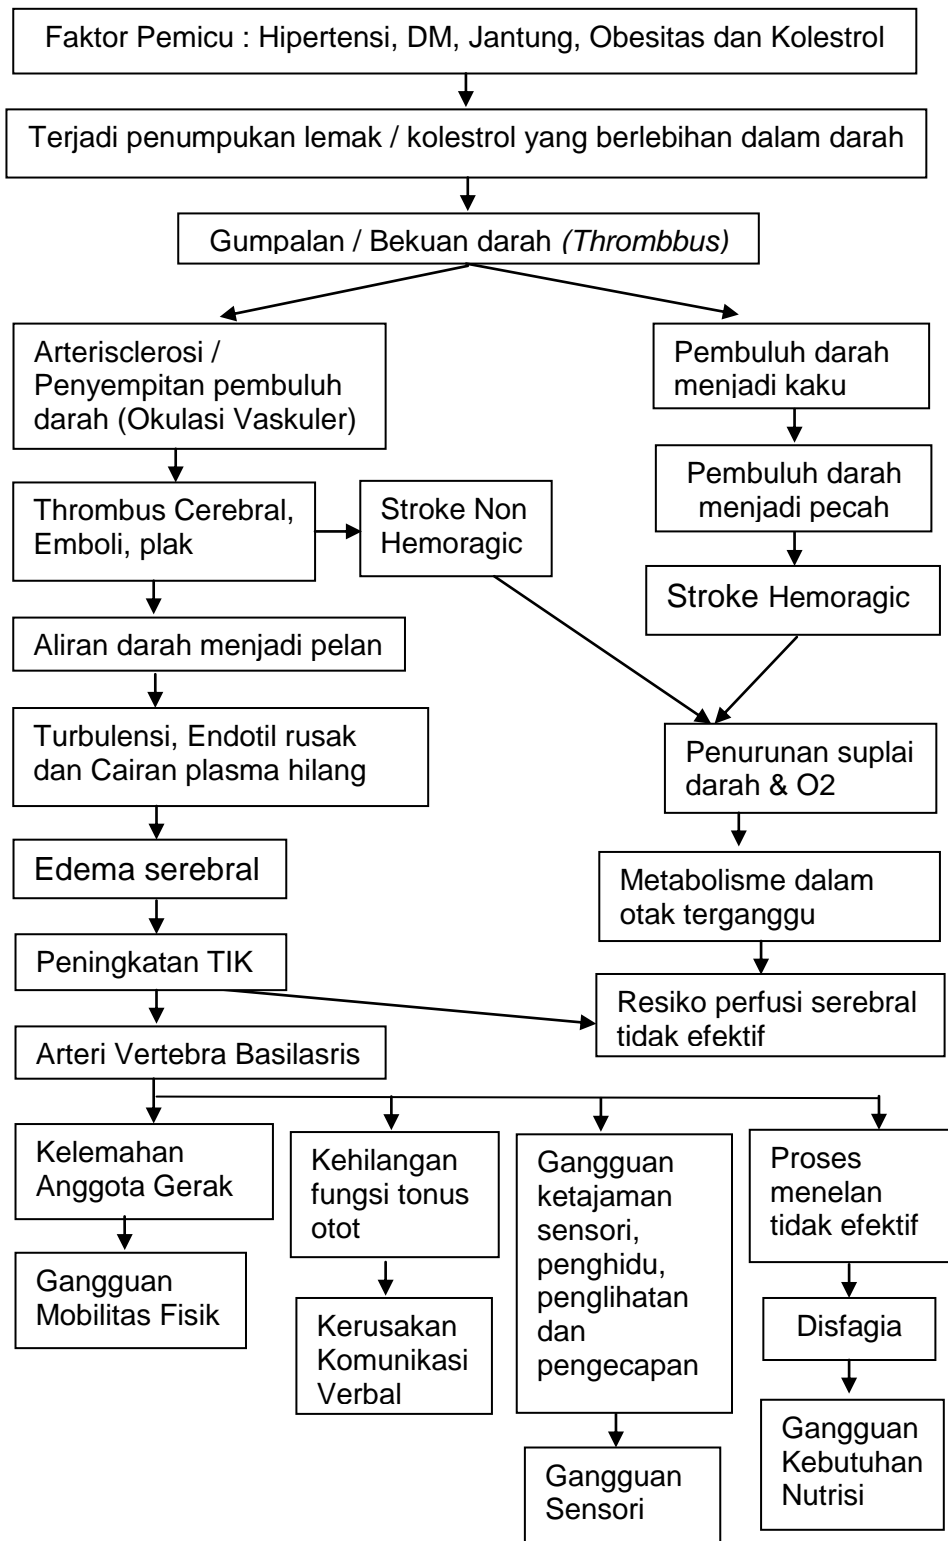 Faktor Pemicu : Hipertensi, DM, Jantung, Obesitas dan Kolestrol
Terjadi penumpukan lemak / kolestrol yang berlebihan dalam darah
Gumpalan / Bekuan darah (Thrombbus)
Arterisclerosi /
Penyempitan pembuluh
darah (Okulasi Vaskuler)
Pembuluh darah
menjadi kaku
Thrombus Cerebral,
Emboli, plak
Stroke Non
Hemoragic
Pembuluh darah
menjadi pecah
Stroke Hemoragic
Aliran darah menjadi pelan
Turbulensi, Endotil rusak
dan Cairan plasma hilang
Penurunan suplai
darah & O2
Edema serebral
Metabolisme dalam
otak terganggu
Peningkatan TIK
Resiko perfusi serebral
tidak efektif
Arteri Vertebra Basilasris
Kelemahan
Anggota Gerak
Kehilangan
fungsi tonus
otot
Gangguan
ketajaman
sensori,
penghidu,
penglihatan
dan
pengecapan
Proses
menelan
tidak efektif
Gangguan
Mobilitas Fisik
Kerusakan
Komunikasi
Verbal
Disfagia
Gangguan
Sensori
Gangguan
Kebutuhan
Nutrisi